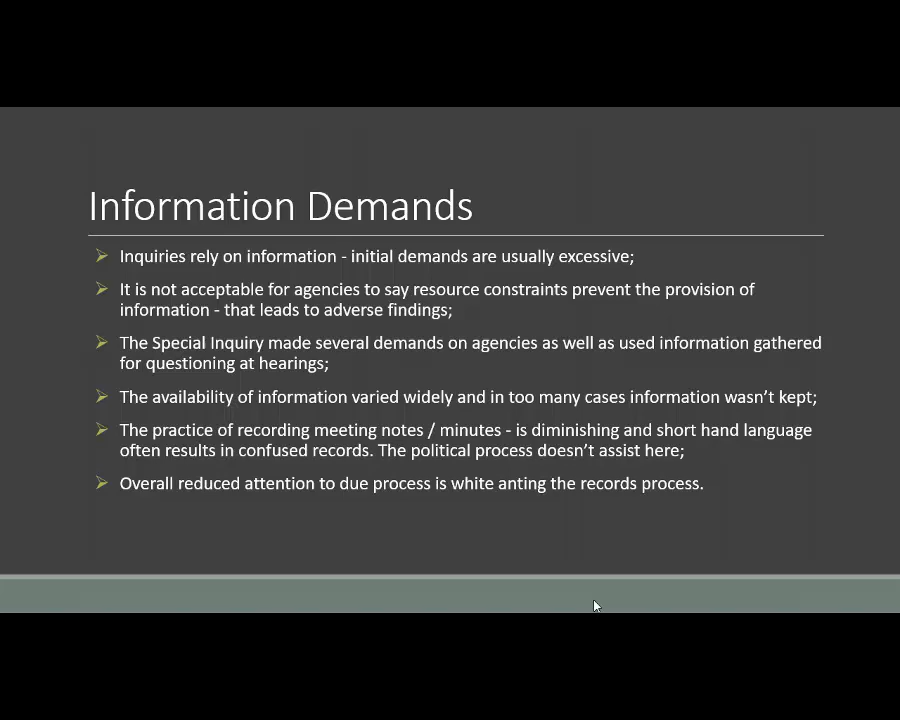 Information Demands
Inquiries rely on information - initial demands are usually excessive;
It is not acceptable for agencies to say resource constraints prevent the provision of
information - that leads to adverse findings;
The Special Inquiry made several demands on agencies as well as used information gathered
for questioning at hearings;
The availability of information varied widely and in too many cases information wasn't kept;
The practice of recording meeting notes / minutes - is diminishing and short hand language
often results in confused records. The political process doesn't assist here;
Overall reduced attention to due process is white anting the records process.